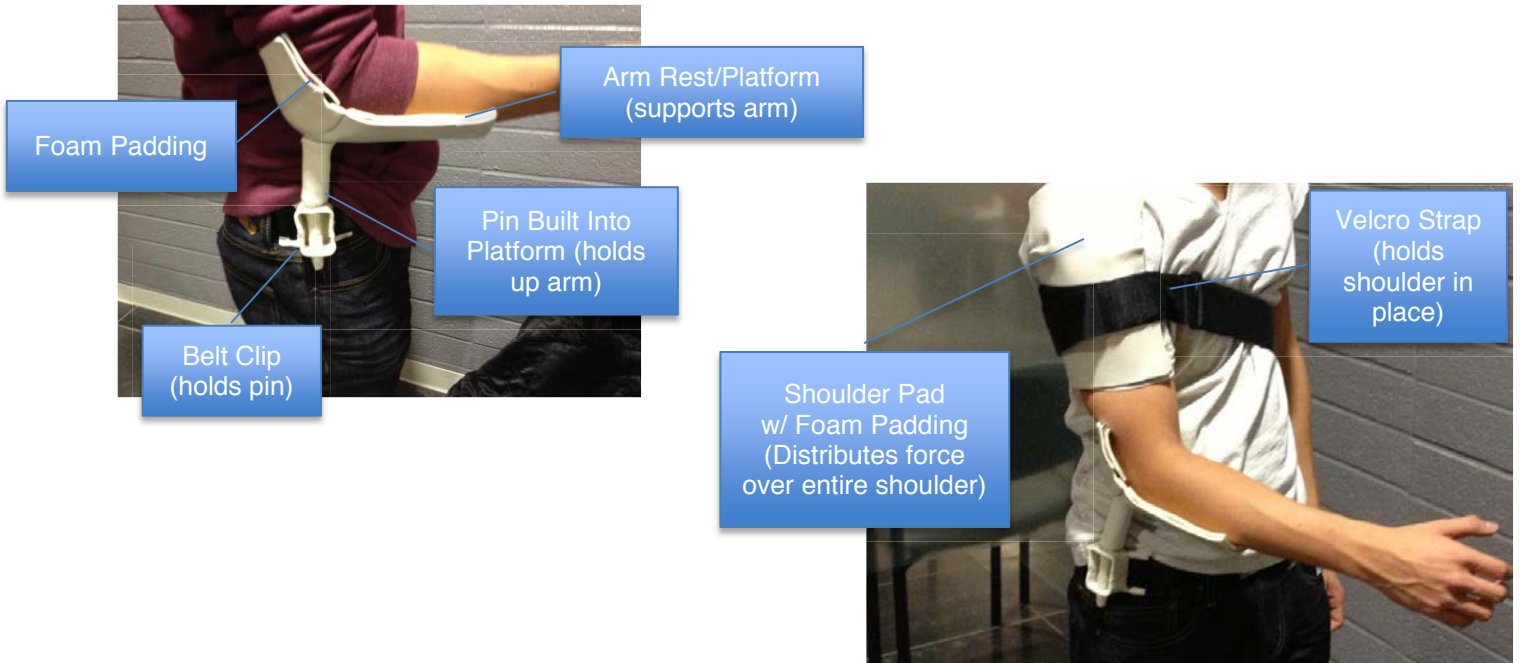 Foam Padding
Arm Rest/Platform
(supports arm)
Pin Built Into
Platform (holds
up arm)
Belt Clip
(holds pin)
Velcro Strap
(holds
shoulder in
place)
Shoulder Pad
w/ Foam Padding
(Distributes force
over entire shoulder)